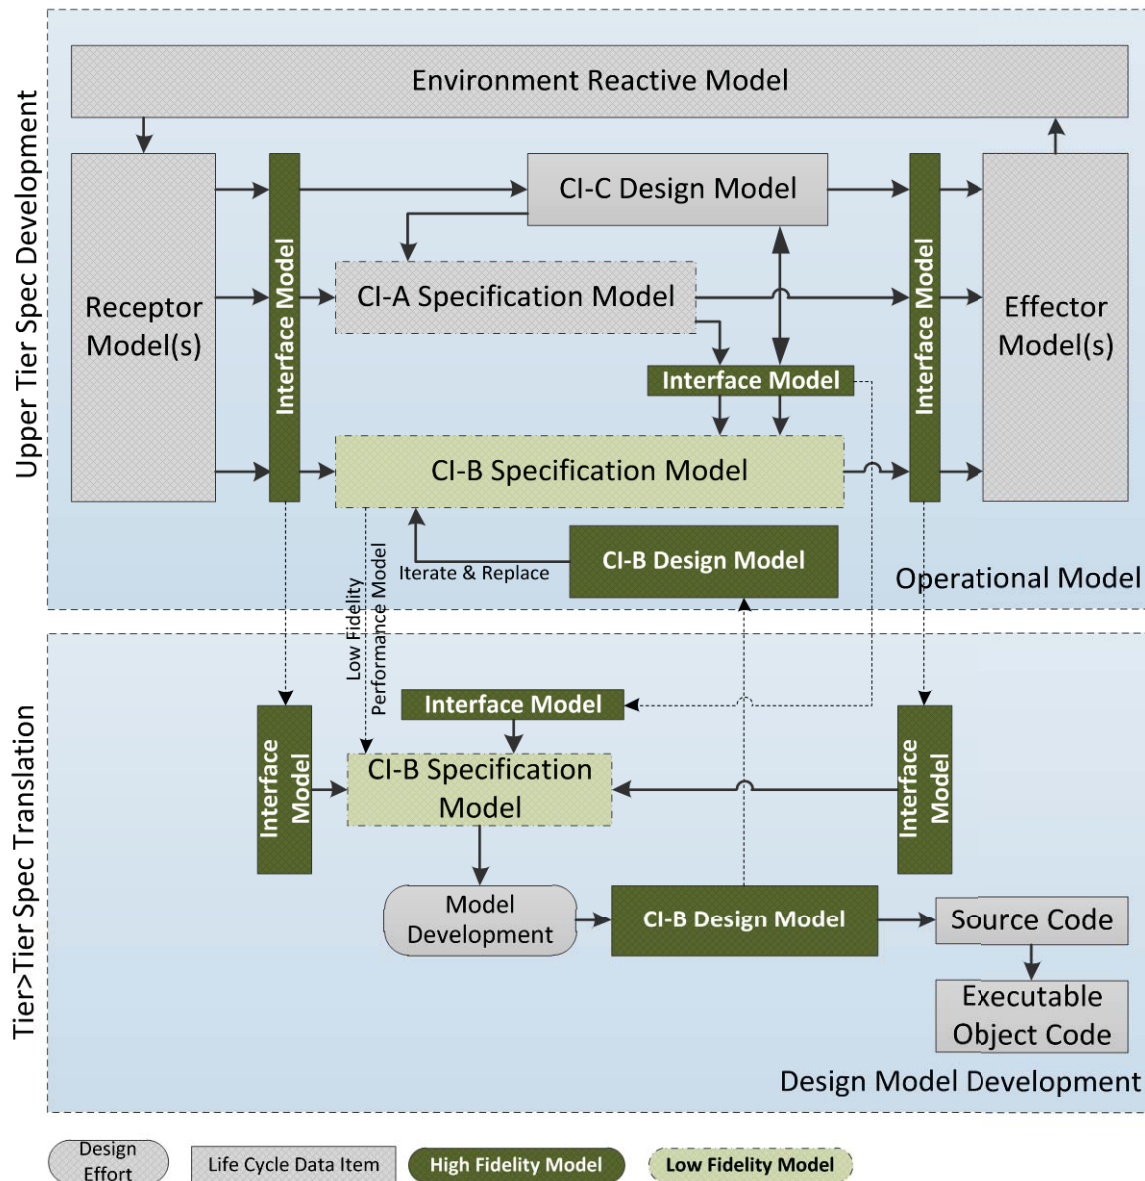 Upper Tier Spec Development
Environment Reactive Model
Receptor
Model(s)
Interface Model
CI-C Design Model
CI-A Specification Model
Interface Model
CI-B Specification Model
Interface Model
Effector
Model(s)
CI-B Design Model
Iterate & Replace
Operational Model
Low Fidelity
Performance Model
Tier>Tier Spec Translation
Interface
Model
Interface Model
CI-B Specification
Model
Interface
Model
Model
Development
CI-B Design Model
Source Code
Executable
Object Code
Design Model Development
Design
Effort
Life Cycle Data Item
High Fidelity Model
Low Fidelity Model